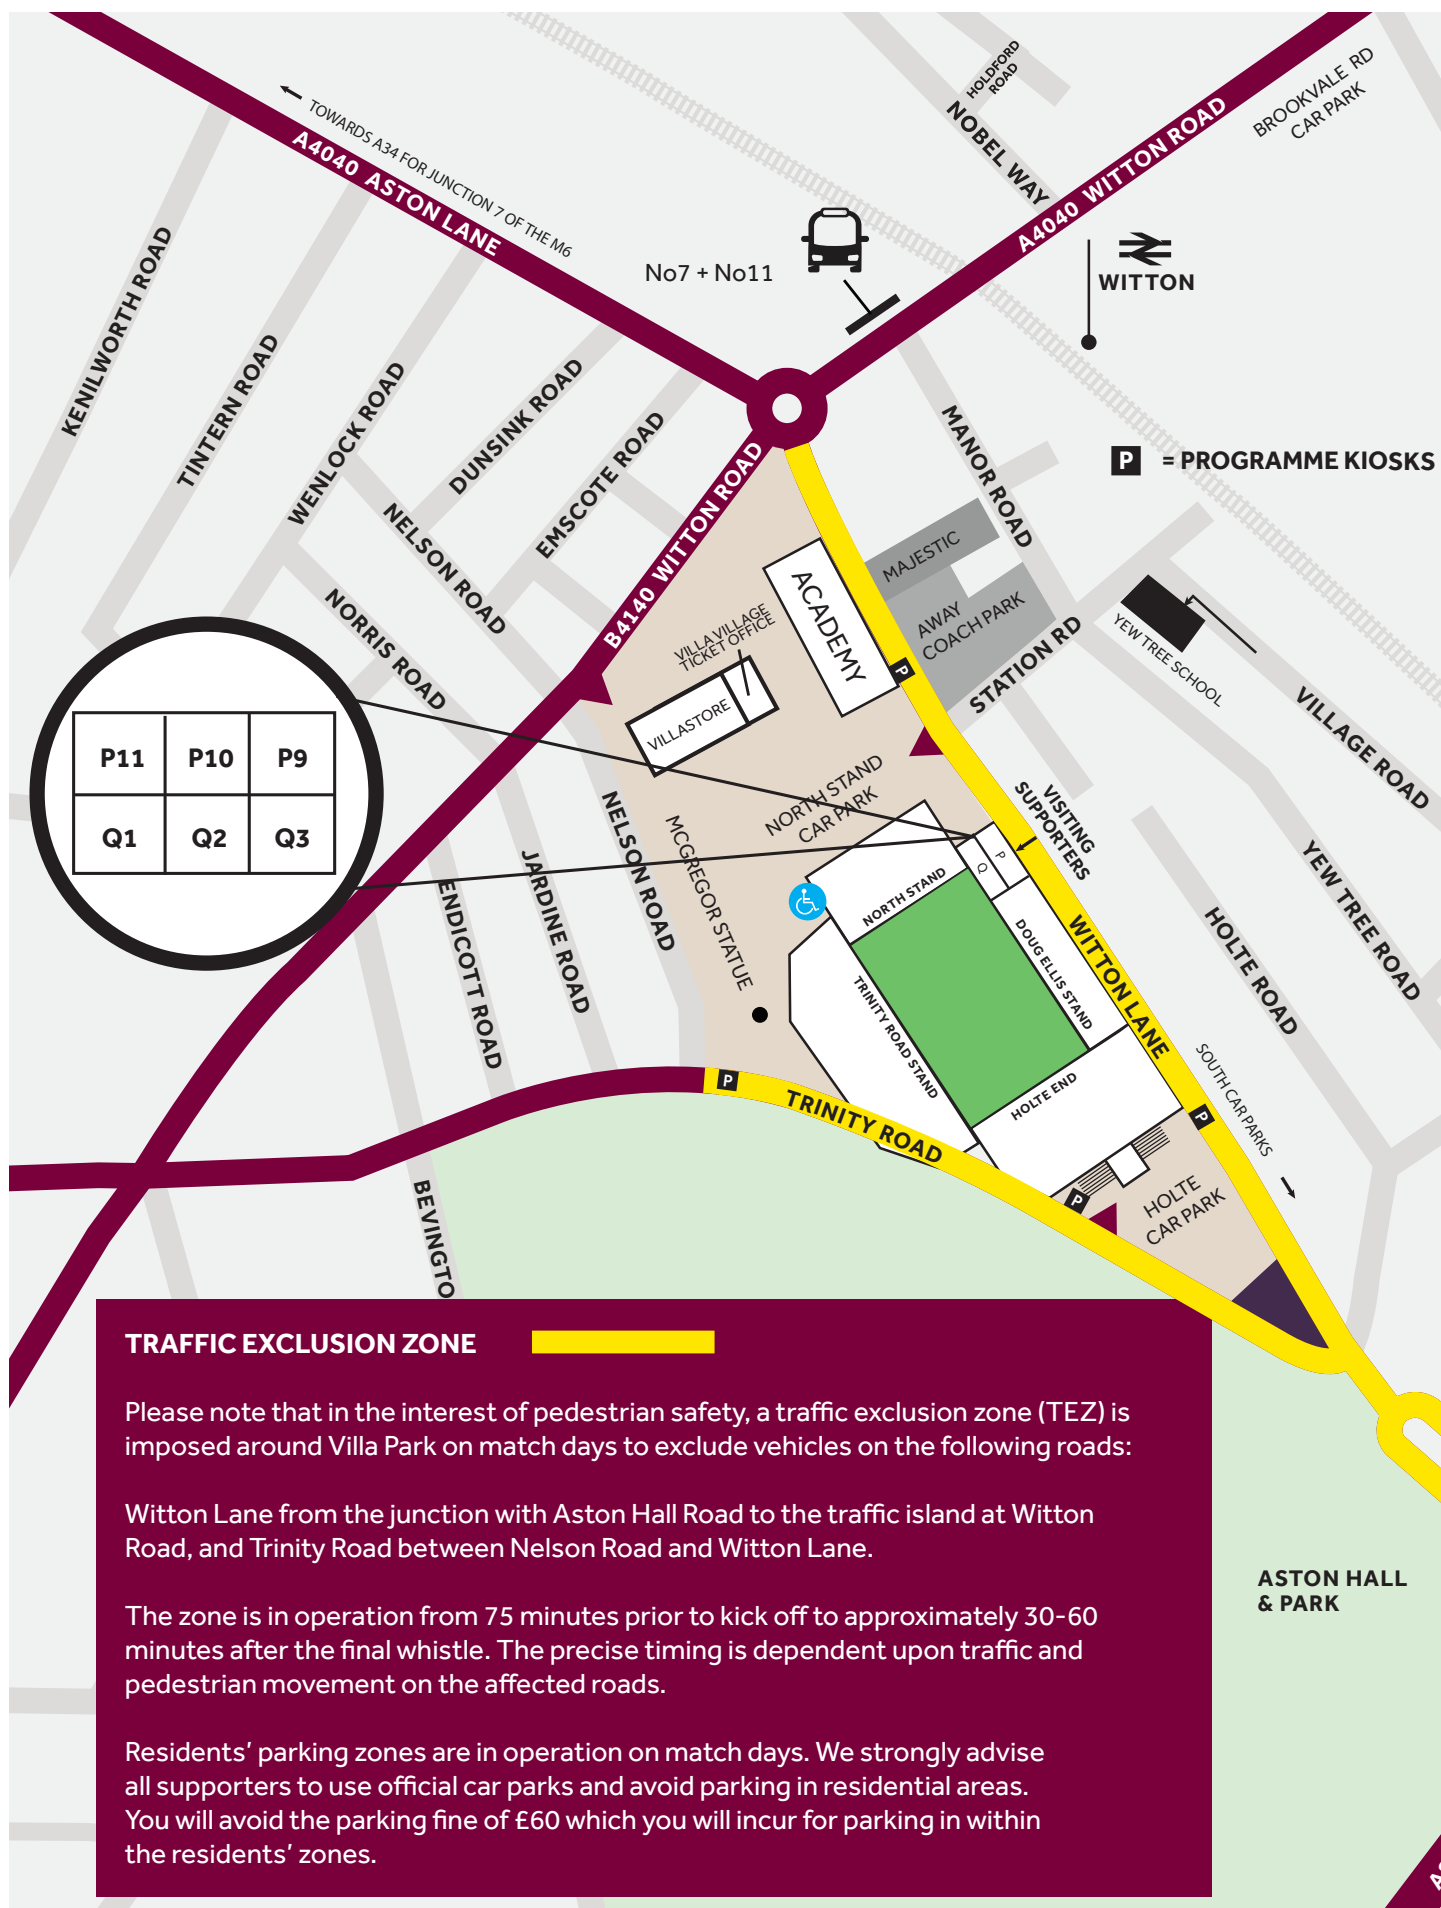 HOLDFORD
ROAD
NOBEL WAY
BROOKVALE RD
CAR PARK
A4040 WITTON ROAD
TOWARDS A34 FOR JUNCTION 7 OF THE M6
A4040 ASTON LANE
No7 + No11
WITTON
KENILWORTH ROAD
TINTERN ROAD
WENLOCK ROAD
DUNSINK ROAD
EMSCOTE ROAD
NELSON ROAD
NORRIS ROAD
B4140 WITTON ROAD
MANOR ROAD
P = PROGRAMME KIOSKS
MAJESTIC
AWAY
COACH PARK
ACADEMY
VILLA VILLAGE
TICKET OFFICE
VILLASTORE
P
STATION RD
YEW TREE SCHOOL
VILLAGE ROAD
P11 P10 P9
Q1 Q2 Q3
NORTH STAND
CAR PARK
VISITING
SUPPORTERS
NELSON ROAD
MCGREGOR STATUE
JARDINE ROAD
ENDICOTT ROAD
P
Q
NORTH STAND
DOUG ELLIS STAND
TRINITY ROAD STAND
HOLTE END
WITTON LANE
HOLTE ROAD
YEW TREE ROAD
SOUTH CAR PARKS
P
TRINITY ROAD
P
P
HOLTE
CAR PARK
BEVINGTO
TRAFFIC EXCLUSION ZONE
Please note that in the interest of pedestrian safety, a traffic exclusion zone (TEZ) is
imposed around Villa Park on match days to exclude vehicles on the following roads:
Witton Lane from the junction with Aston Hall Road to the traffic island at Witton
Road, and Trinity Road between Nelson Road and Witton Lane.
The zone is in operation from 75 minutes prior to kick off to approximately 30-60
minutes after the final whistle. The precise timing is dependent upon traffic and
pedestrian movement on the affected roads.
Residents' parking zones are in operation on match days. We strongly advise
all supporters to use official car parks and avoid parking in residential areas.
You will avoid the parking fine of £60 which you will incur for parking in within
the residents' zones.
ASTON HALL
& PARK